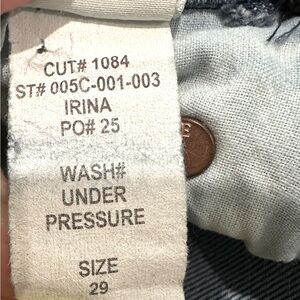 CUT# 1084
ST# 005C-001-003
IRINA
PO# 25
WASH#
UNDER
PRESSURE
SIZE
29
E